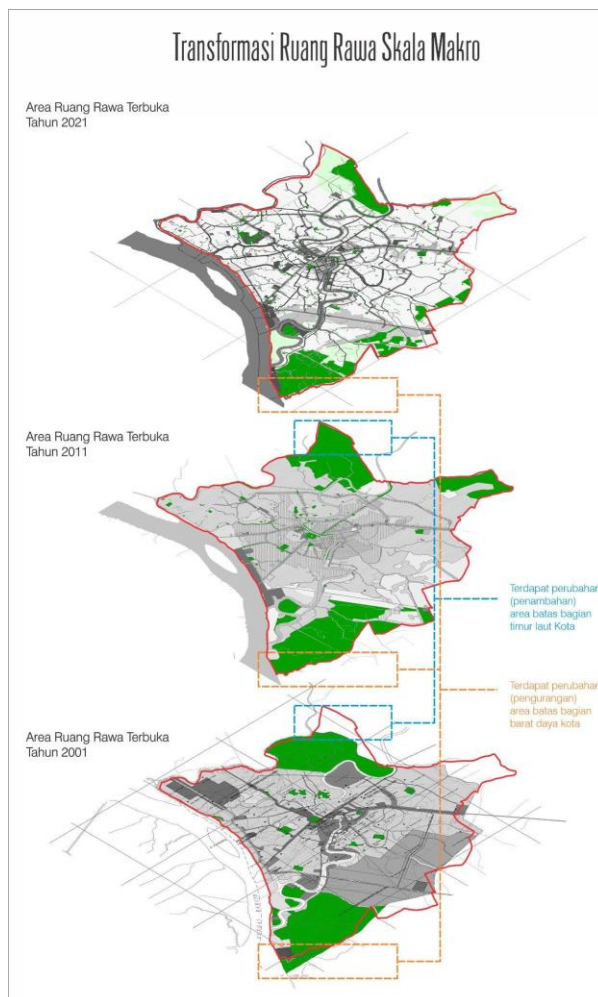 Transformasi Ruang Rawa Skala Makro
Area Ruang Rawa Terbuka
Tahun 2021
Area Ruang Rawa Terbuka
Tahun 2011
Terdapat perubahan
(penambahan)
area batas bagian
timur laut Kota
Terdapat perubahan
(pengurangan)
area batas bagian
barat daya kota
Area Ruang Rawa Terbuka
Tahun 2001